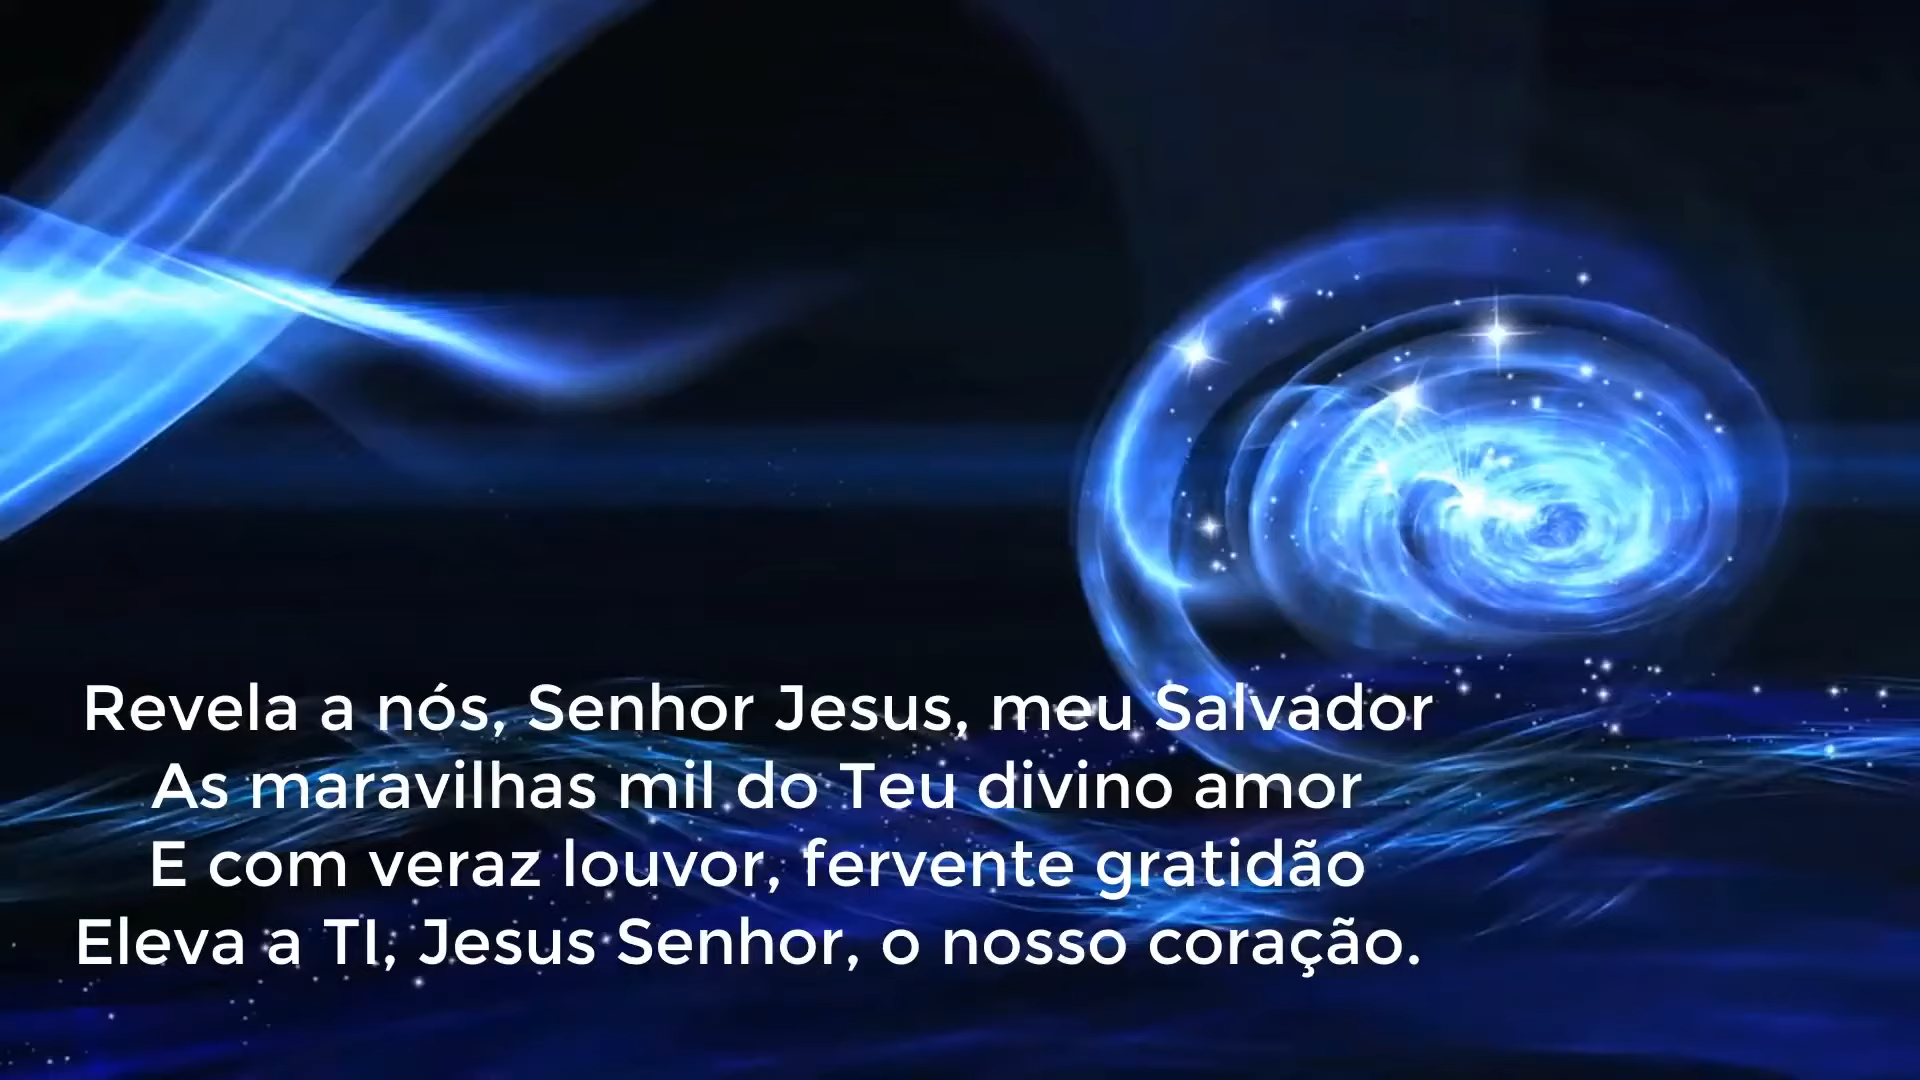 Revela a nós, Senhor Jesus, meu Salvador
As maravilhas mil do Teu divino amor
E com veraz louvor, fervente gratidão
Eleva a TI, Jesus Senhor, o nosso coração.